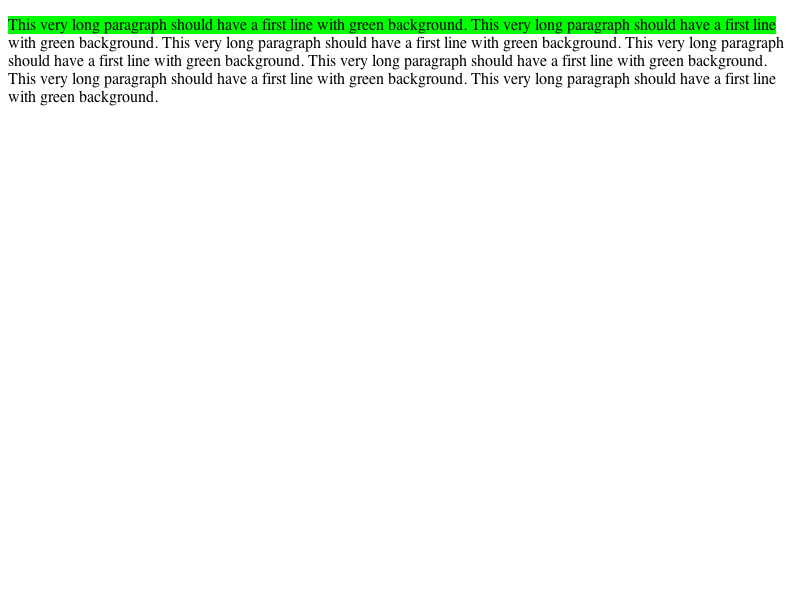 This very long paragraph should have a first line with green background. This very long paragraph should have a first line
with green background. This very long paragraph should have a first line with green background. This very long paragraph
should have a first line with green background. This very long paragraph should have a first line with green background.
This very long paragraph should have a first line with green background. This very long paragraph should have a first line
with green background.